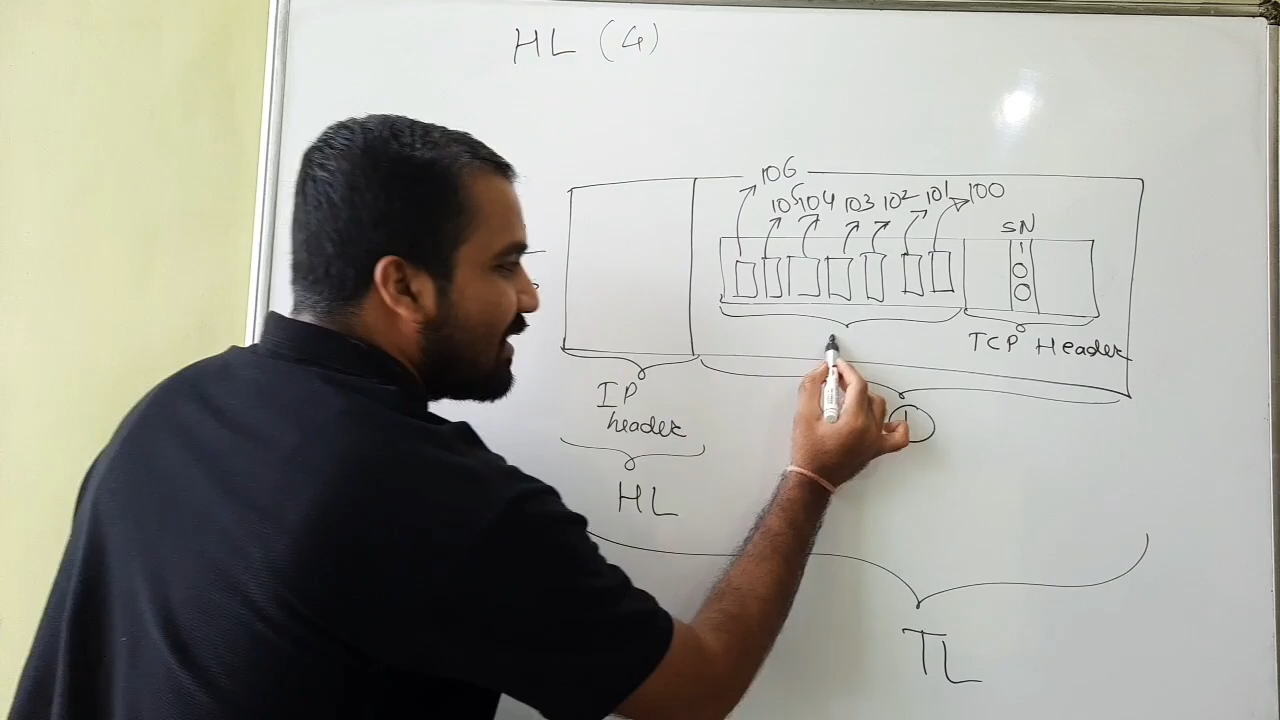 HL (4)
106
105 104 103 102 101 100
SN
1
0
0
TCP Header
IP
header
HL
TL